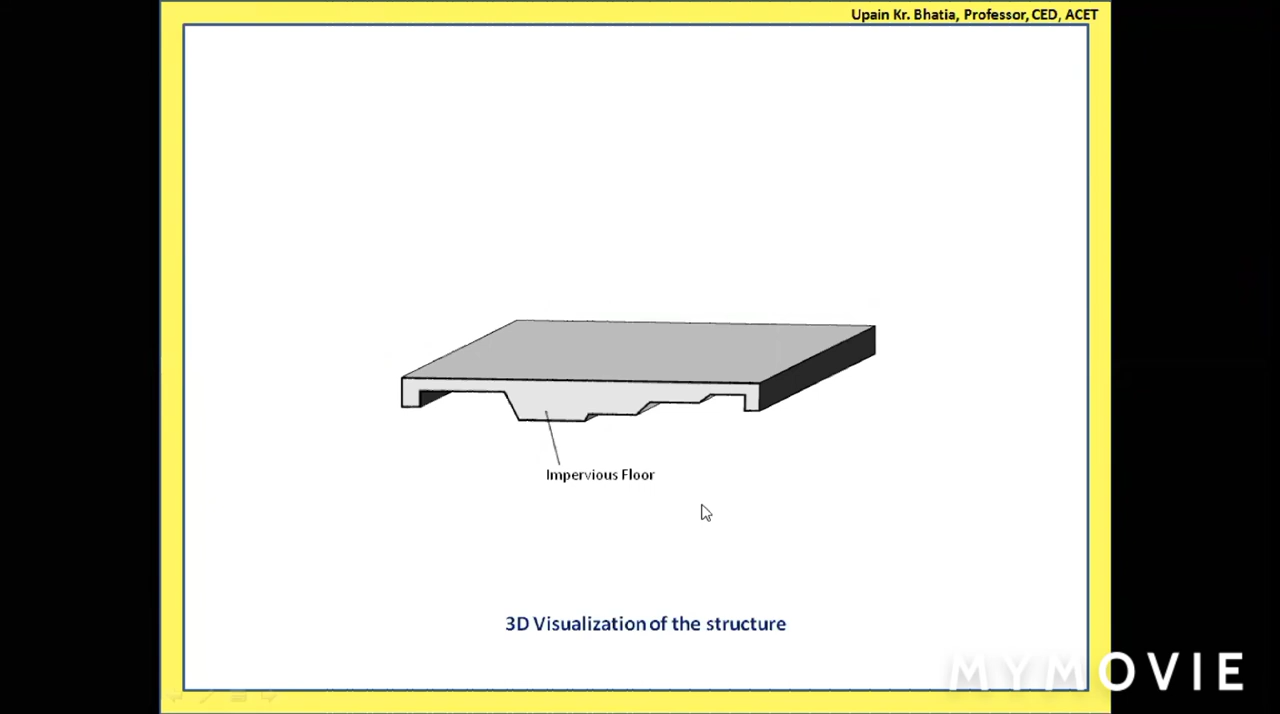 Upain Kr. Bhatia, Professor, CED, ACET
Impervious Floor
3D Visualization of the structure
MYMOVIE